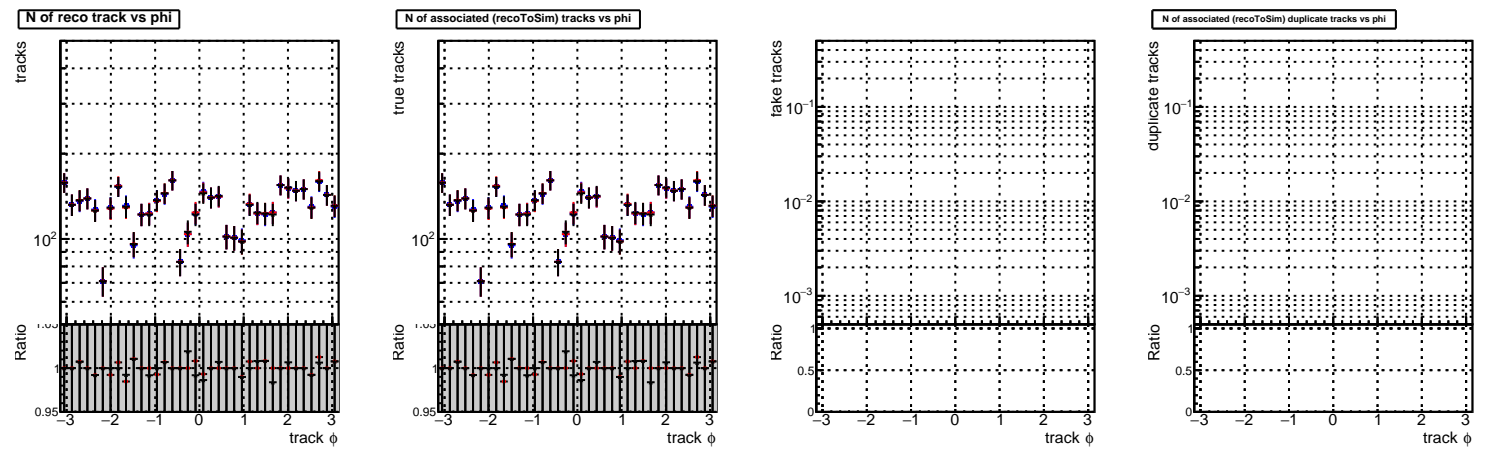 N of reco track vs phi
tracks
10²
Ratio
1.05
1
0.95
−3 −2 −1 0 1 2 3
track ϕ
N of associated (recoToSim) tracks vs phi
true tracks
10²
Ratio
1.05
1
0.95
−3 −2 −1 0 1 2 3
track ϕ
fake tracks
10⁻¹
10⁻²
10⁻³
Ratio
1
0.5
0
−3 −2 −1 0 1 2 3
track ϕ
N of associated (recoToSim) duplicate tracks vs phi
duplicate tracks
10⁻¹
10⁻²
10⁻³
Ratio
1
0.5
0
−3 −2 −1 0 1 2 3
track ϕ